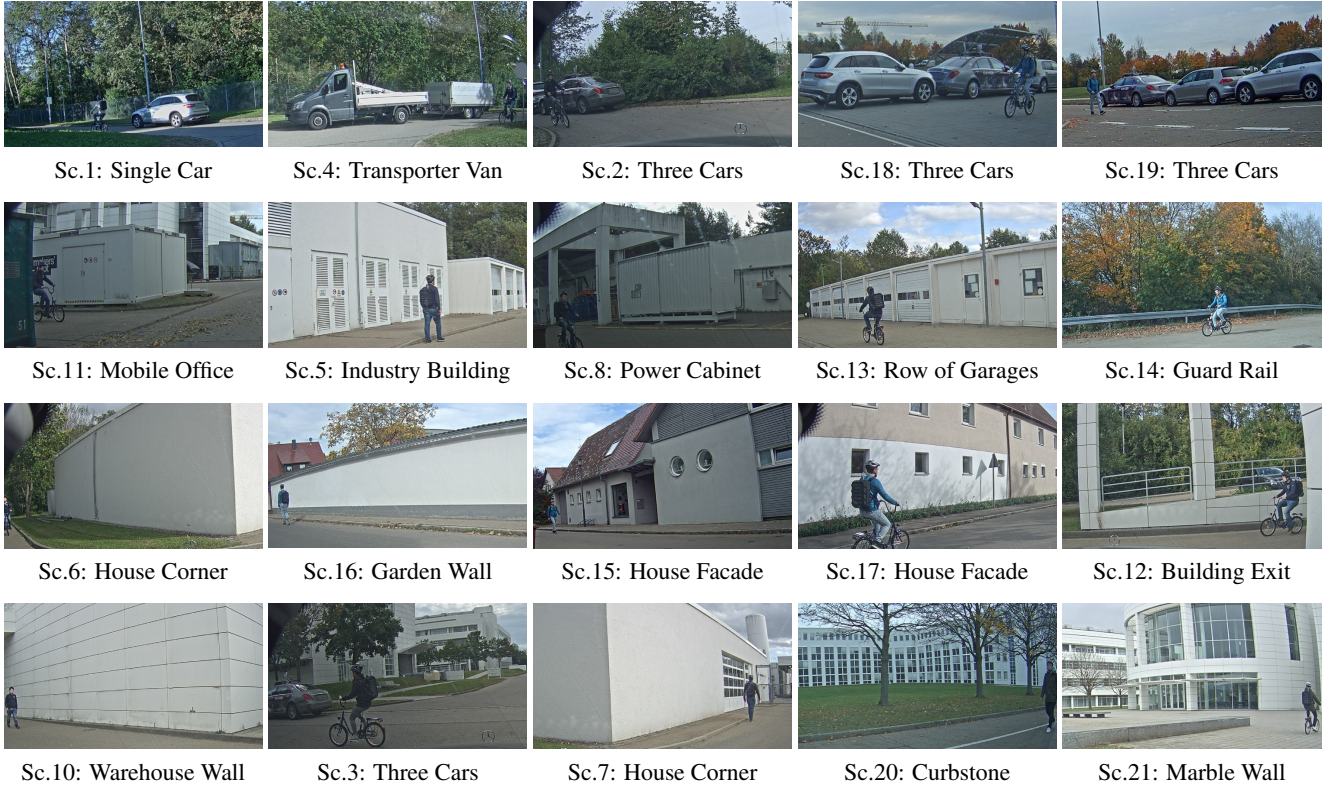 Sc.1: Single Car
Sc.4: Transporter Van
Sc.2: Three Cars
Sc.18: Three Cars
Sc.19: Three Cars
51
Sc.11: Mobile Office
Sc.5: Industry Building
Sc.8: Power Cabinet
Sc.13: Row of Garages
Sc.14: Guard Rail
Sc.6: House Corner
Sc.16: Garden Wall
Sc.15: House Facade
Sc.17: House Facade
Sc.12: Building Exit
Sc.10: Warehouse Wall
Sc.3: Three Cars
Sc.7: House Corner
Sc.20: Curbstone
Sc.21: Marble Wall